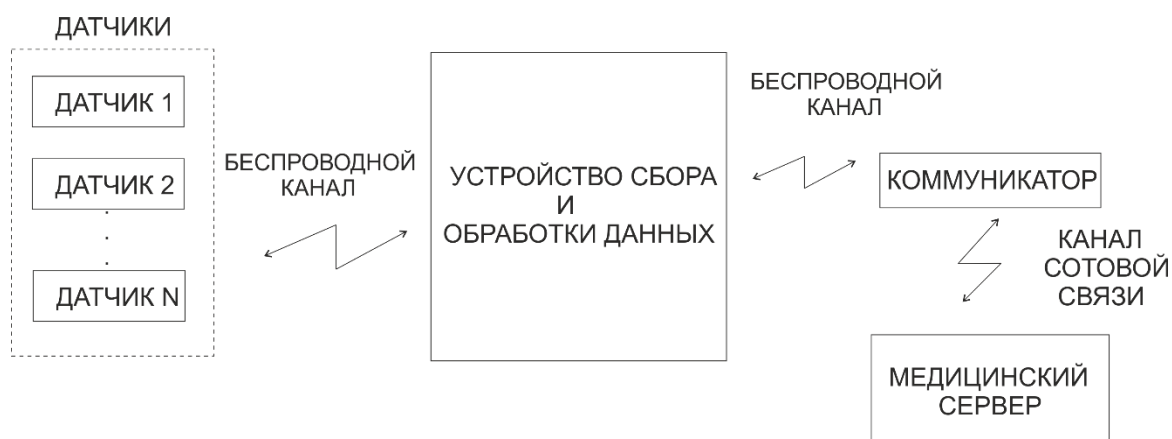 ДАТЧИКИ
ДАТЧИК 1
ДАТЧИК 2
ДАТЧИК N
БЕСПРОВОДНОЙ
КАНАЛ
УСТРОЙСТВО СБОРА
И
ОБРАБОТКИ ДАННЫХ
БЕСПРОВОДНОЙ
КАНАЛ
КОММУНИКАТОР
КАНАЛ
СОТОВОЙ
СВЯЗИ
МЕДИЦИНСКИЙ
СЕРВЕР